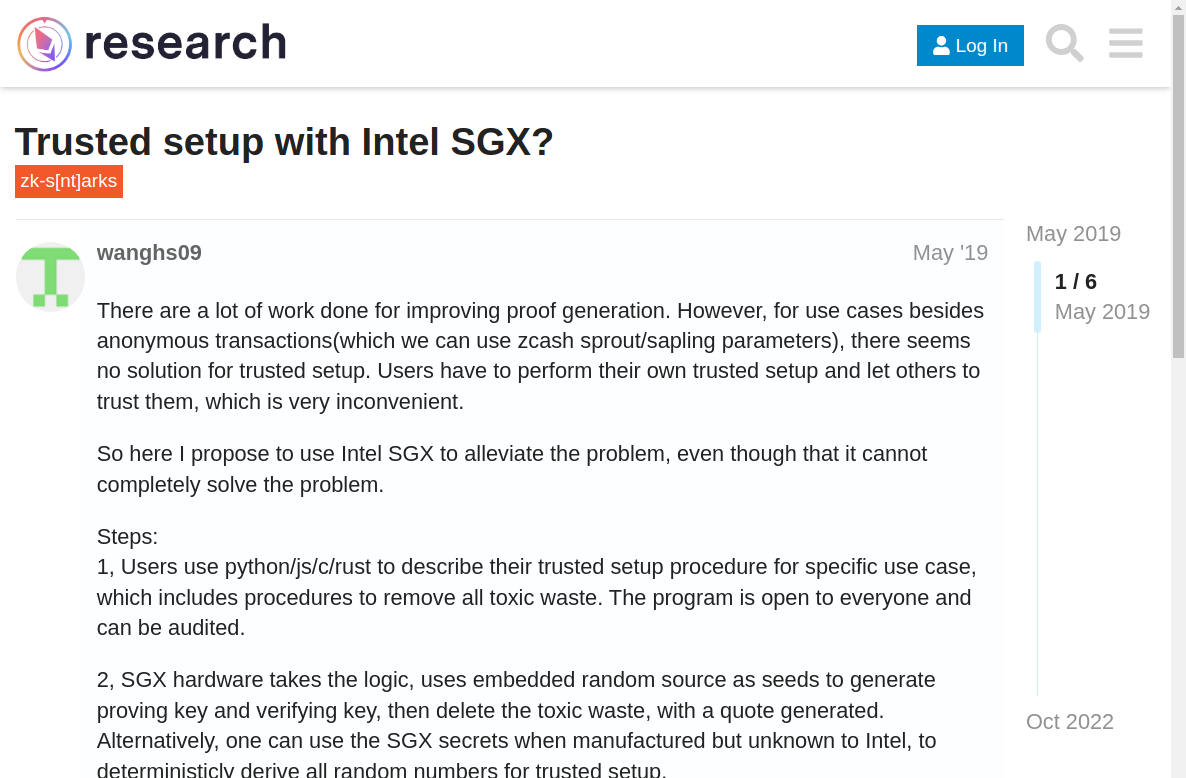 research
Log In
Trusted setup with Intel SGX?
zk-s[nt]arks
wanghs09
May '19
There are a lot of work done for improving proof generation. However, for use cases besides
anonymous transactions(which we can use zcash sprout/sapling parameters), there seems
no solution for trusted setup. Users have to perform their own trusted setup and let others to
trust them, which is very inconvenient.
So here I propose to use Intel SGX to alleviate the problem, even though that it cannot
completely solve the problem.
Steps:
1, Users use python/js/c/rust to describe their trusted setup procedure for specific use case,
which includes procedures to remove all toxic waste. The program is open to everyone and
can be audited.
2, SGX hardware takes the logic, uses embedded random source as seeds to generate
proving key and verifying key, then delete the toxic waste, with a quote generated.
Alternatively, one can use the SGX secrets when manufactured but unknown to Intel, to
deterministicly derive all random numbers for trusted setup.
May 2019
1 / 6
May 2019
Oct 2022